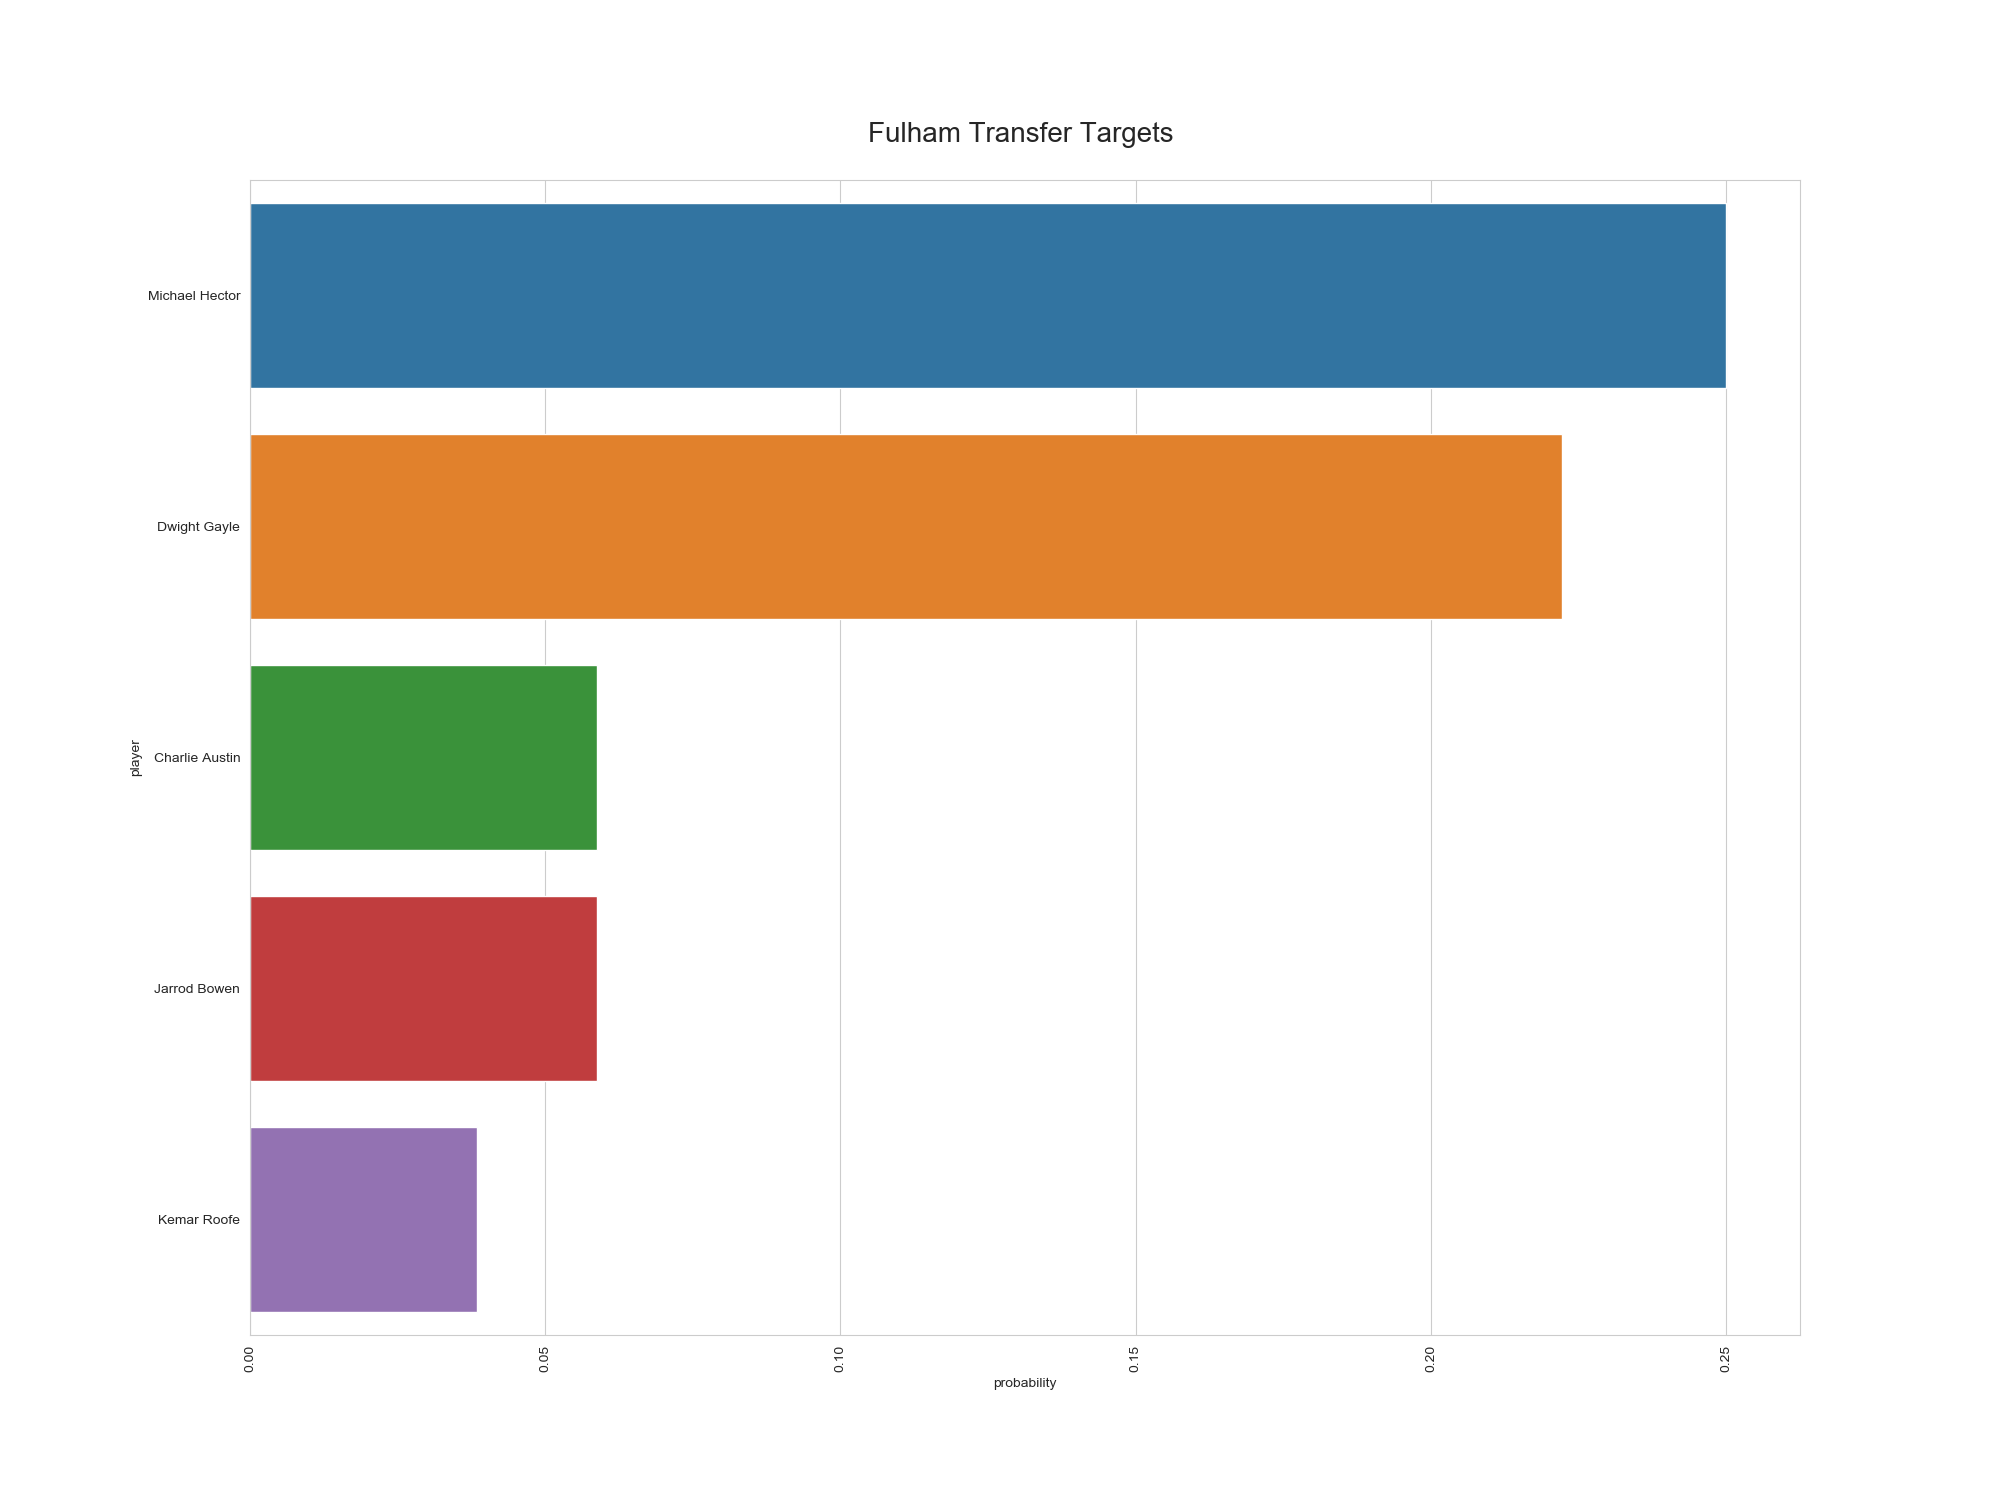 Fulham Transfer Targets
Michael Hector
Dwight Gayle
Charlie Austin
Jarrod Bowen
Kemar Roofe
player
0.00
0.05
0.10
0.15
0.20
0.25
probability